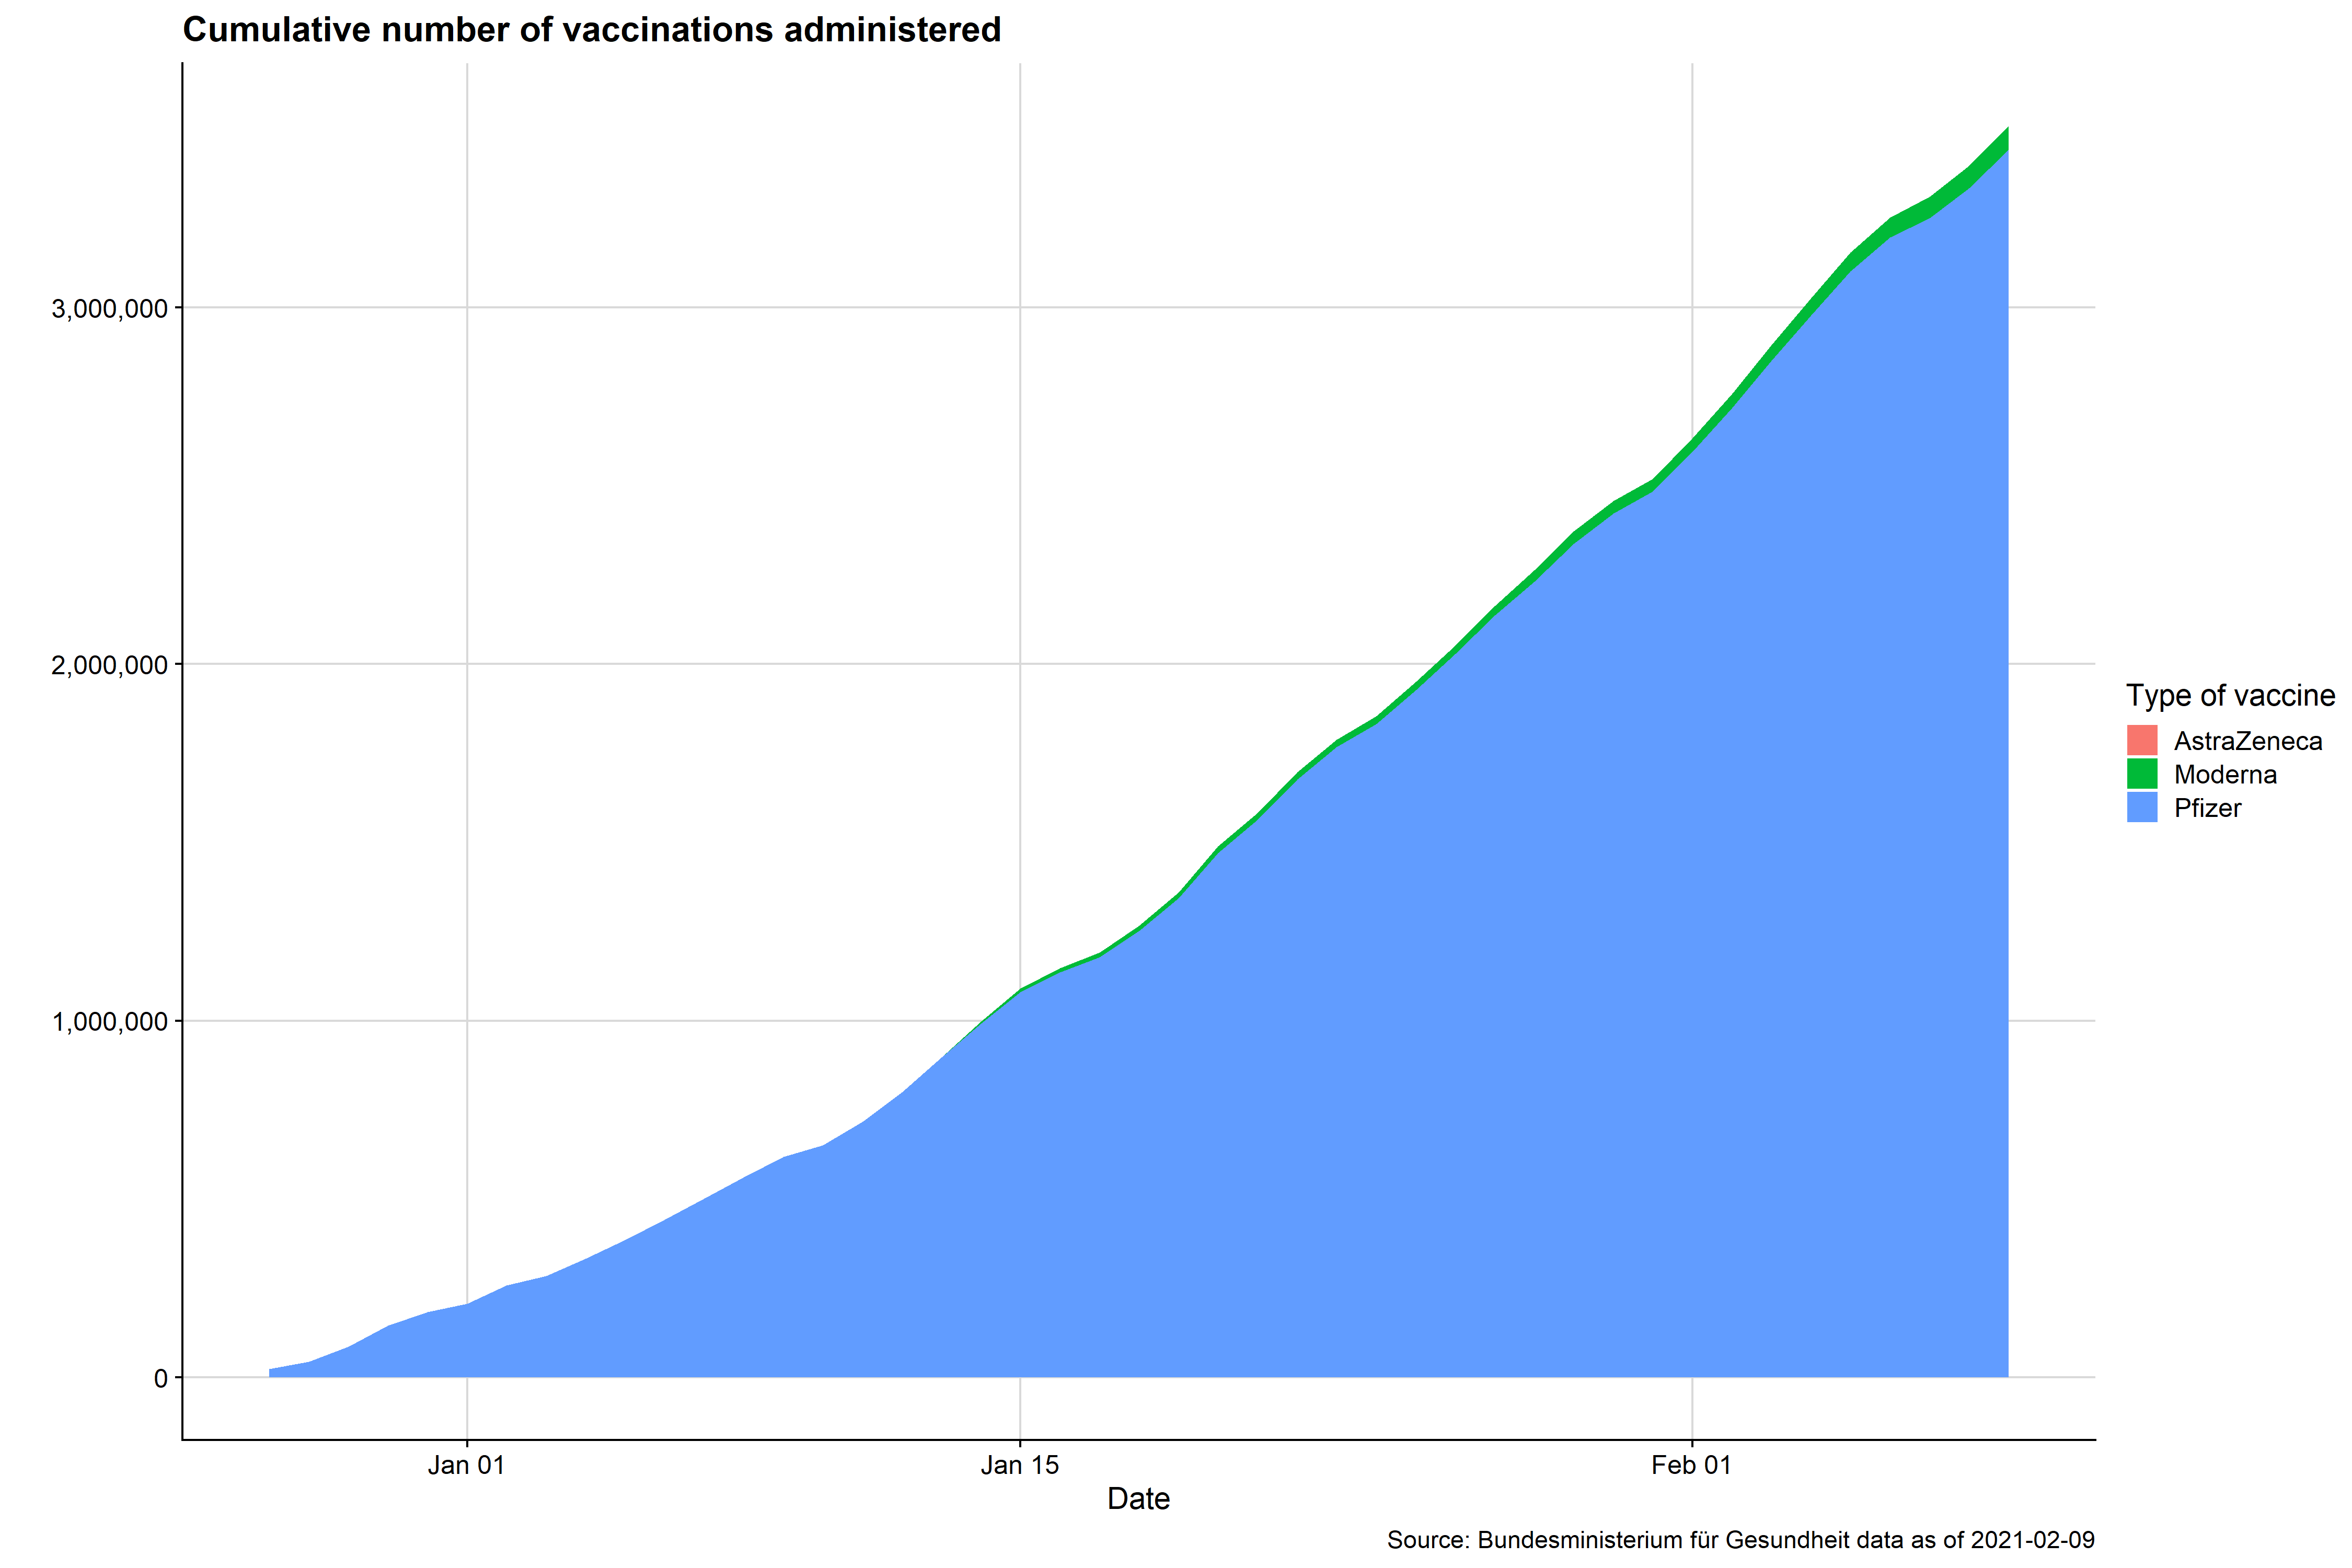 Cumulative number of vaccinations administered
3,000,000
2,000,000
1,000,000
0
Jan 01
Jan 15
Feb 01
Date
Type of vaccine
AstraZeneca
Moderna
Pfizer
Source: Bundesministerium für Gesundheit data as of 2021-02-09